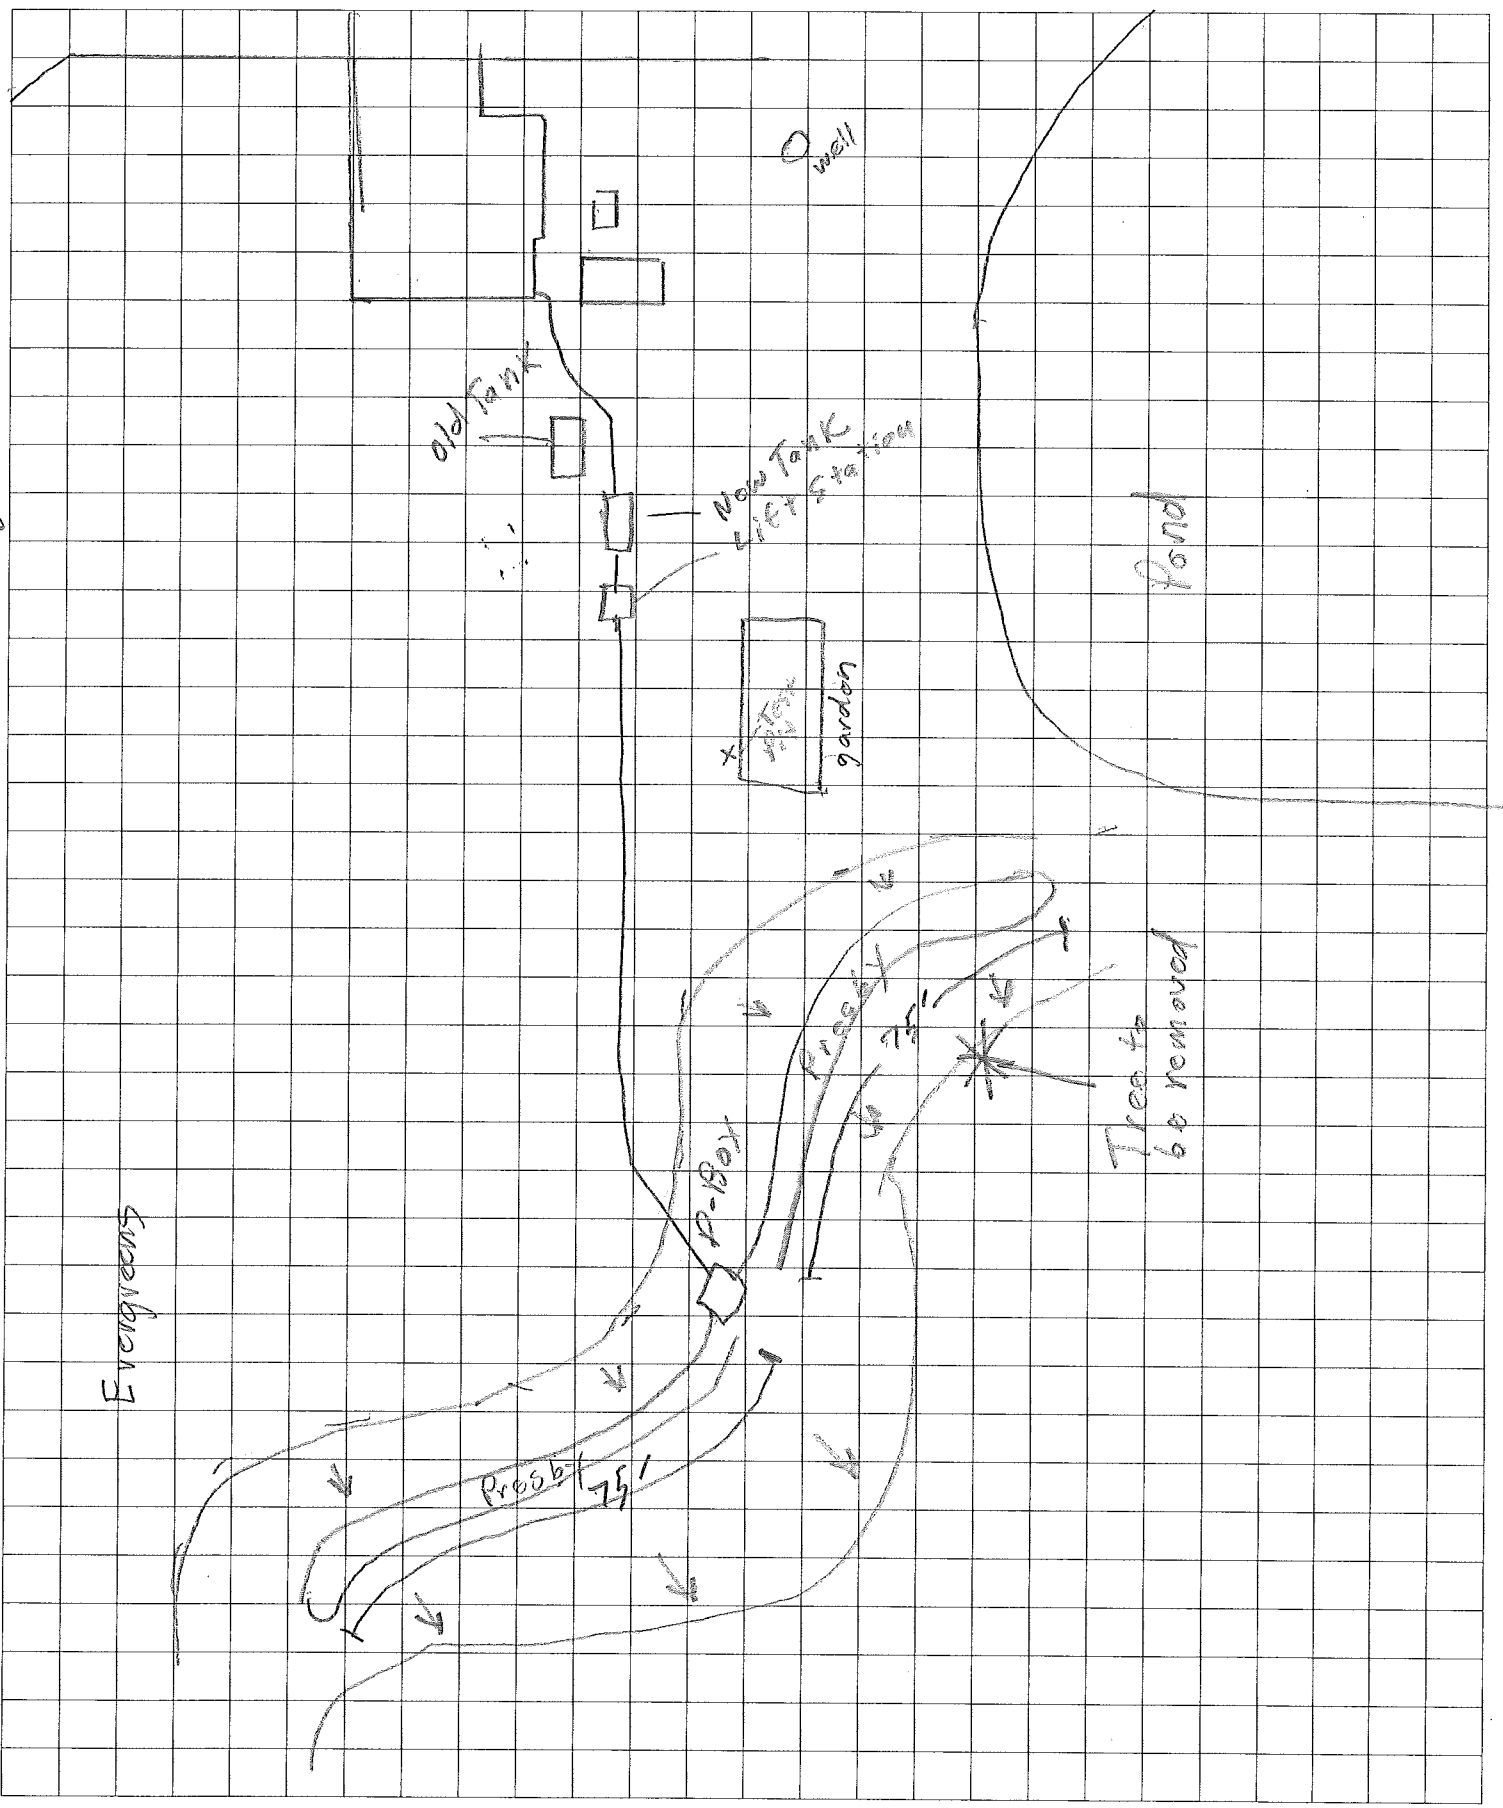 well
old Tank
New Tank
Lift Station
Pond
garden
Presby
75'
Tree to
be removed
D-Box
Evergreens
Presby
75'